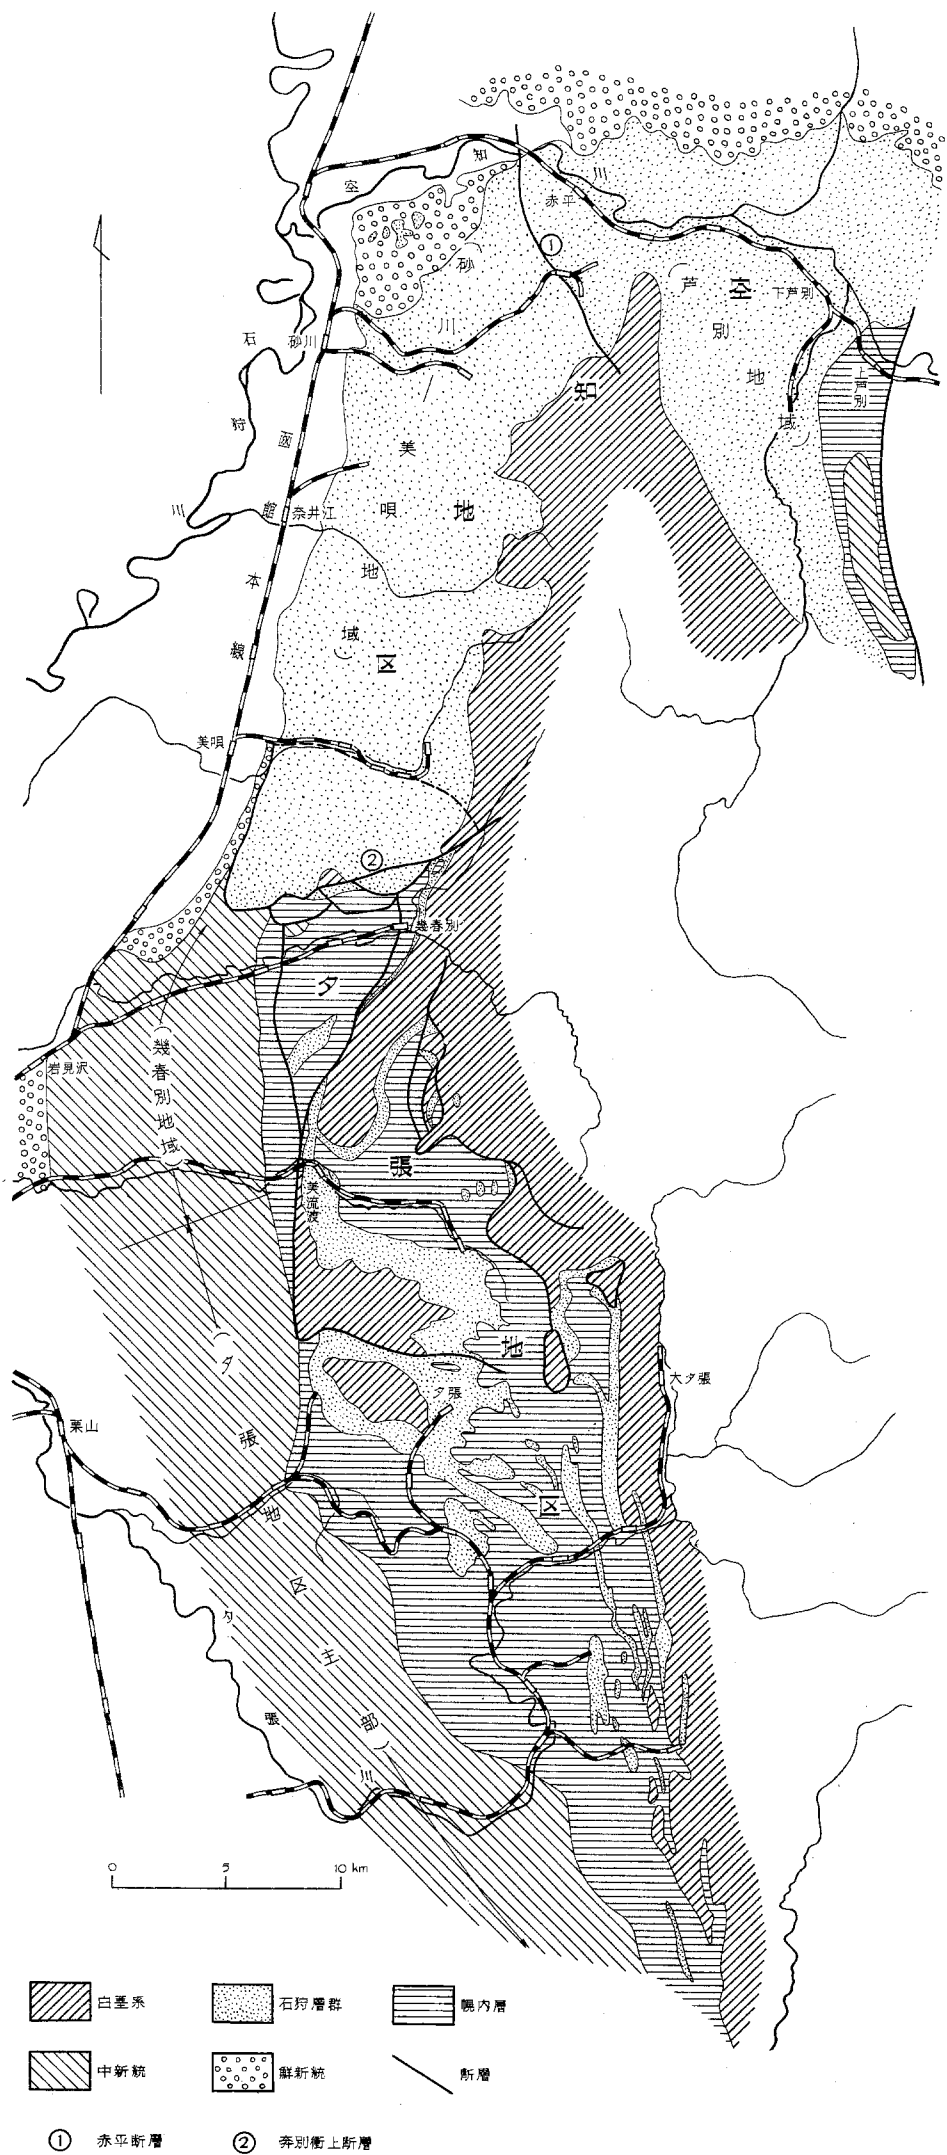 空知川
赤平
①
砂川
芦別地域
下芦別
上芦別
空知地区
石狩川
砂川
函館本線
美唄地域
奈井江
美唄
②
幾春別
夕張地区
(幾春別地域)
岩見沢
美流渡
(夕張地区主部)
大夕張
夕張
栗山
夕張川
0 5 10 km
白亜系
石狩層群
幌内層
中新統
鮮新統
断層
① 赤平断層
② 奔別衝上断層